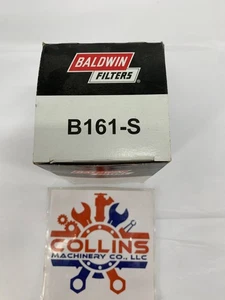 BALDWIN
FILTERS
B161-S
COLLINS
MACHINERY CO., LLC